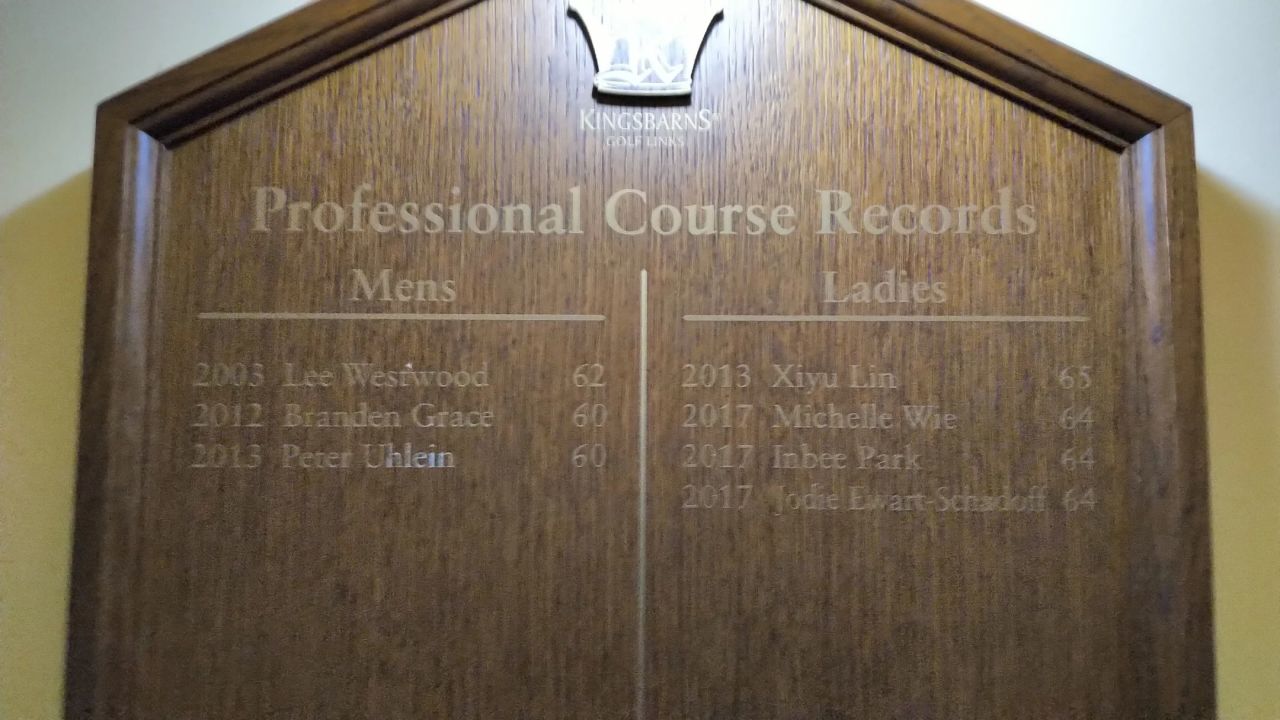 KINGSBARNS®
GOLF LINKS
Professional Course Records
Mens
2003 Lee Westwood 62
2012 Branden Grace 60
2013 Peter Uhlein 60
Ladies
2013 Xiyu Lin 65
2017 Michelle Wie 64
2017 Inbee Park 64
2017 Jodie Ewart-Schadoff 64